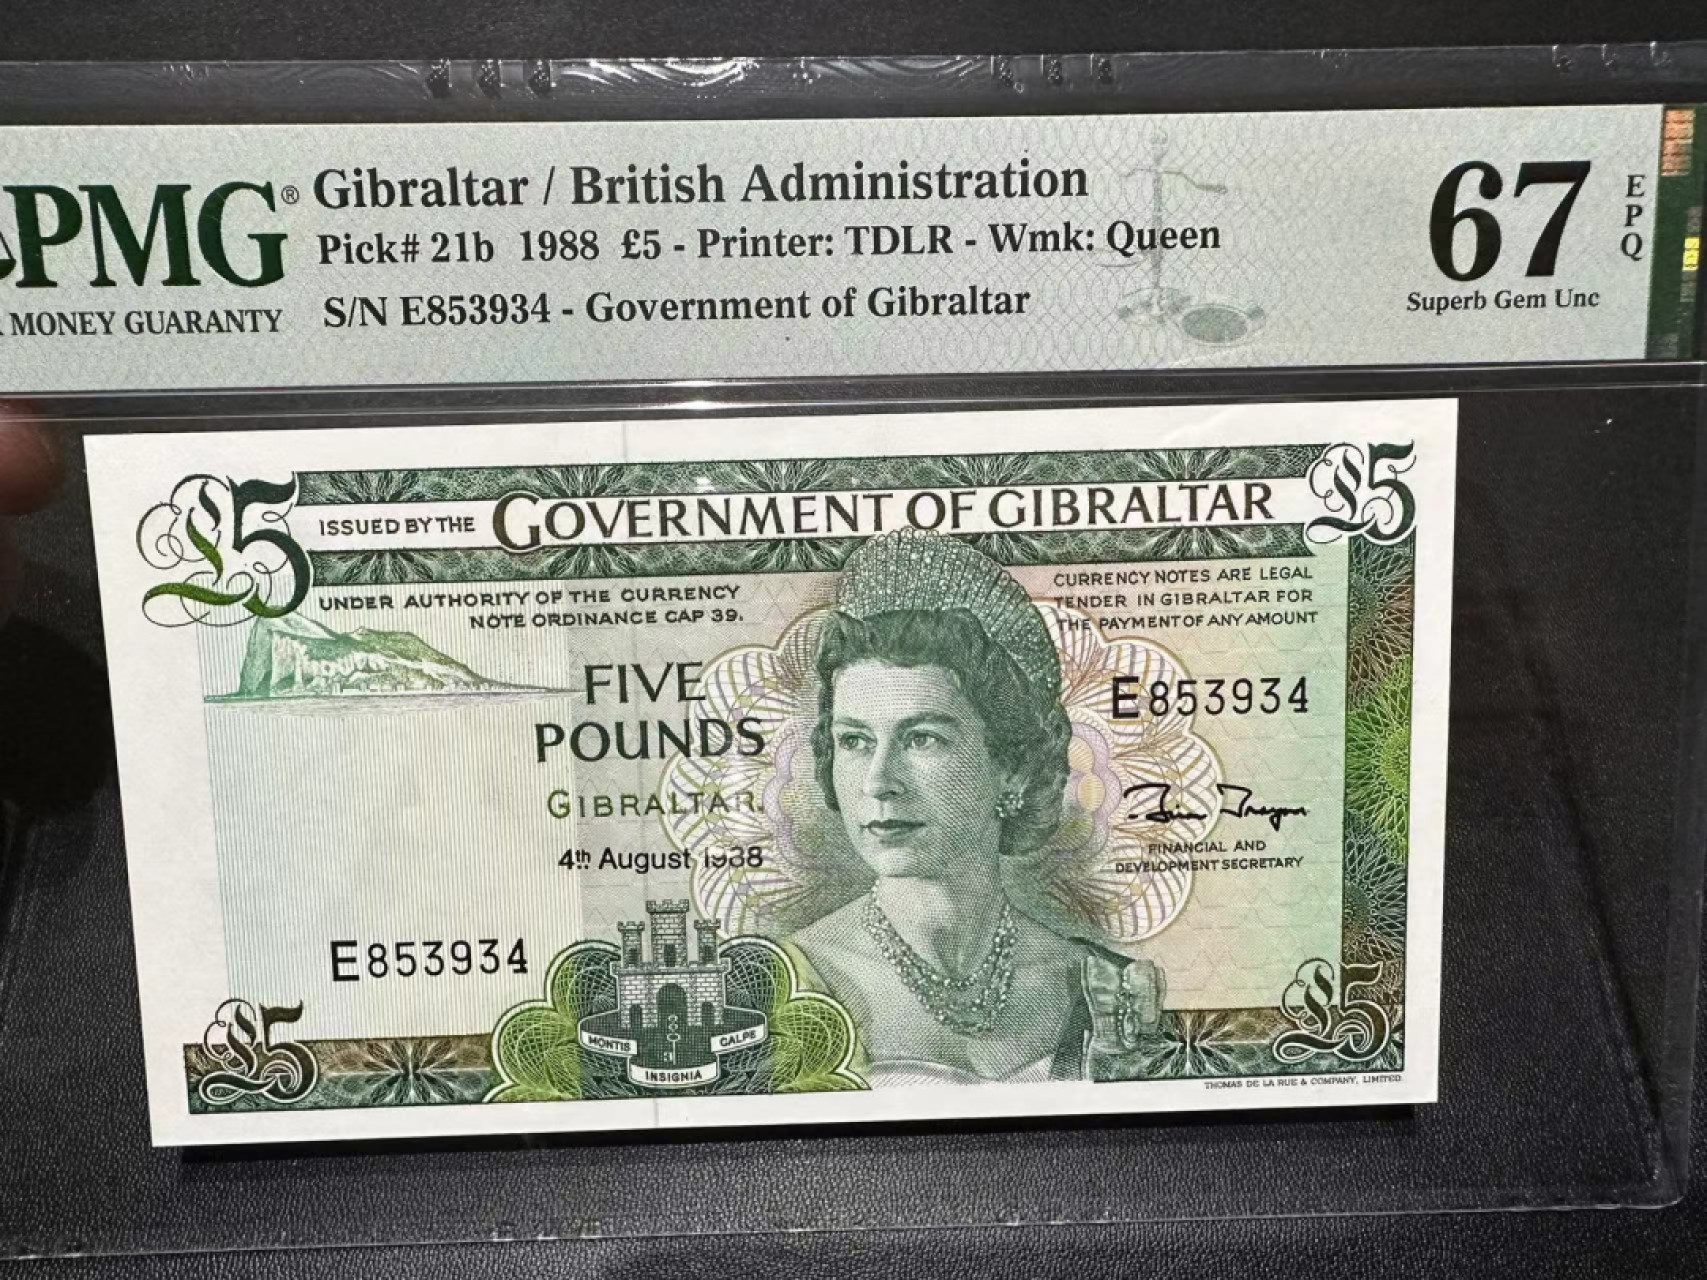 PMG®
MONEY GUARANTY
Gibraltar / British Administration
Pick# 21b 1988 £5 - Printer: TDLR - Wmk: Queen
S/N E853934 - Government of Gibraltar
67
EPQ
Superb Gem Unc
£5
ISSUED BY THE GOVERNMENT OF GIBRALTAR
£5
UNDER AUTHORITY OF THE CURRENCY
NOTE ORDINANCE CAP 39.
CURRENCY NOTES ARE LEGAL
TENDER IN GIBRALTAR FOR
THE PAYMENT OF ANY AMOUNT
FIVE
POUNDS
GIBRALTAR.
4th August 1988
E853934
FINANCIAL AND
DEVELOPMENT SECRETARY
E853934
MONTIS
INSIGNIA
CALPE
£5
£5
THOMAS DE LA RUE & COMPANY, LIMITED.